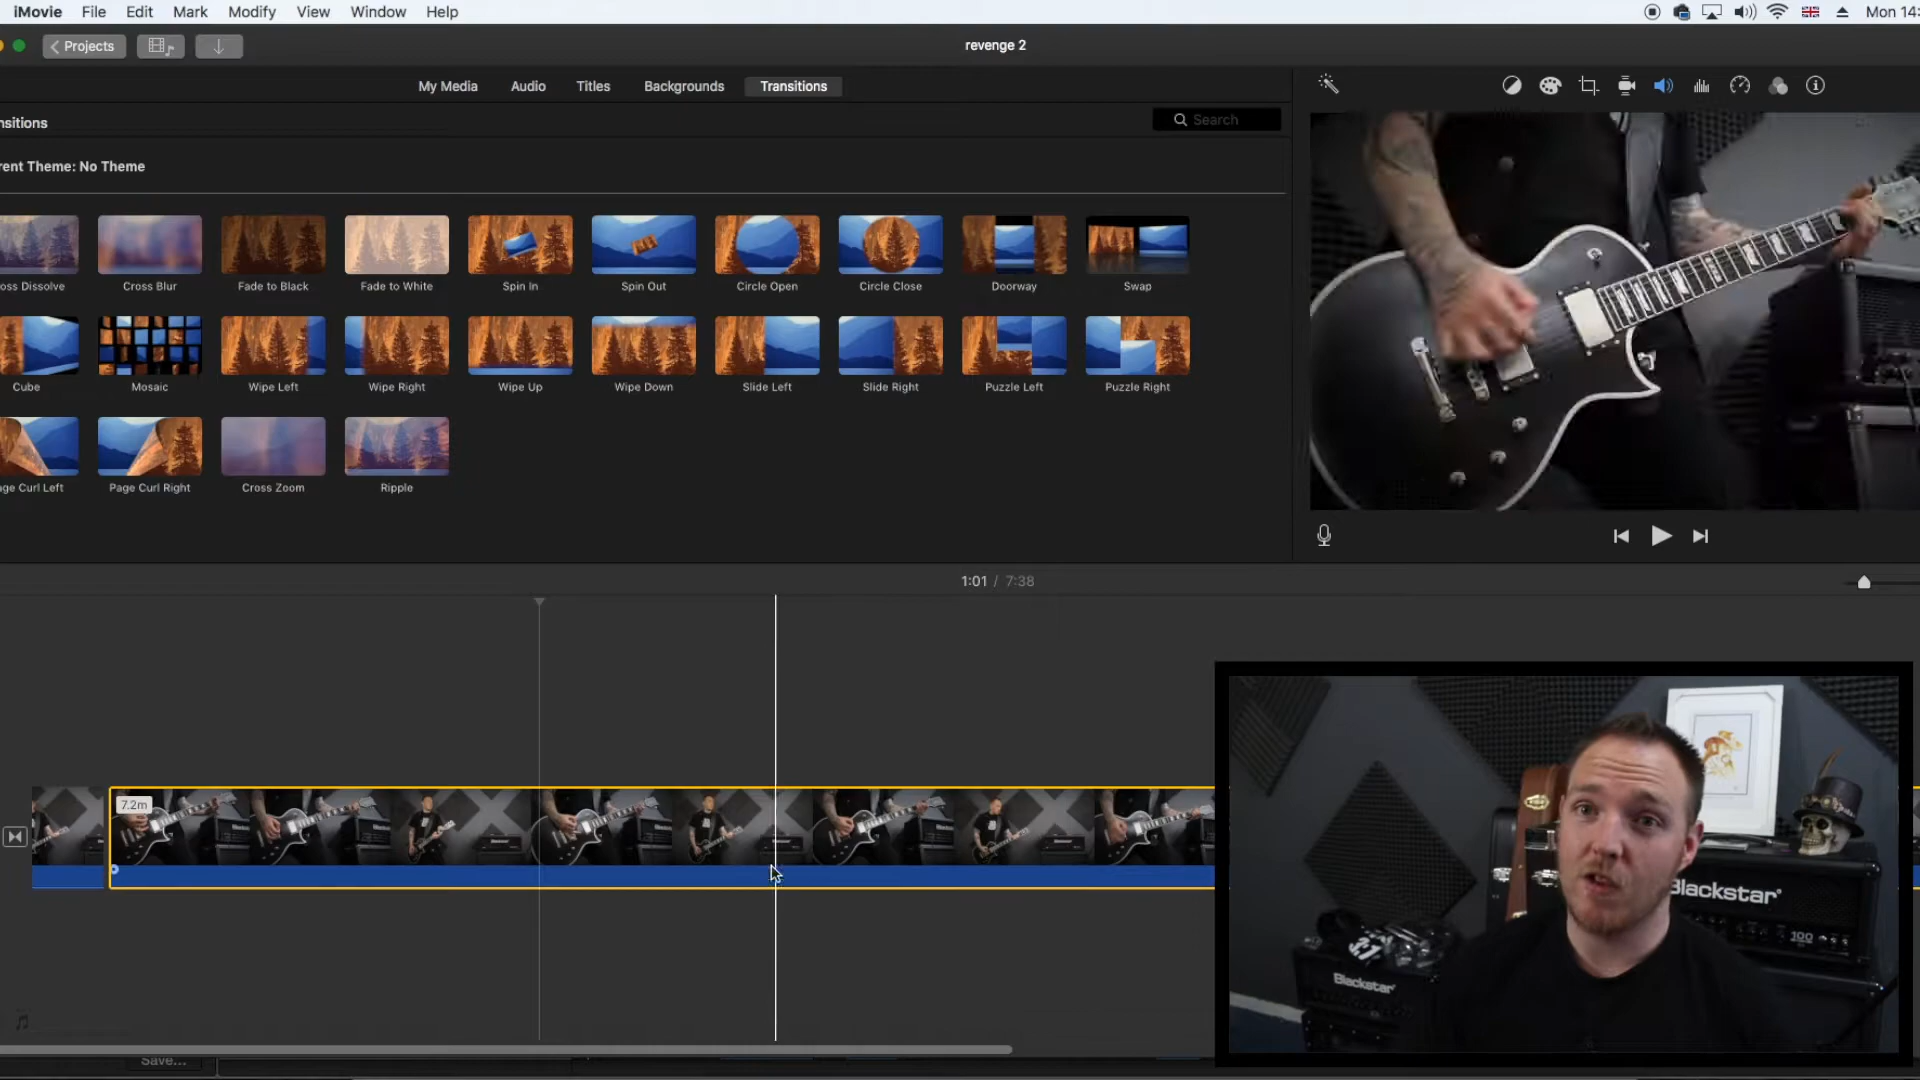 iMovie File Edit Mark Modify View Window Help Mon 14:
Projects revenge 2
My Media Audio Titles Backgrounds Transitions
nsitions Search
rent Theme: No Theme
oss Dissolve Cross Blur Fade to Black Fade to White Spin In Spin Out Circle Open Circle Close Doorway Swap
Cube Mosaic Wipe Left Wipe Right Wipe Up Wipe Down Slide Left Slide Right Puzzle Left Puzzle Right
age Curl Left Page Curl Right Cross Zoom Ripple
1:01 / 7:38
7.2m
Blackstar
100
Blackstar
Save...